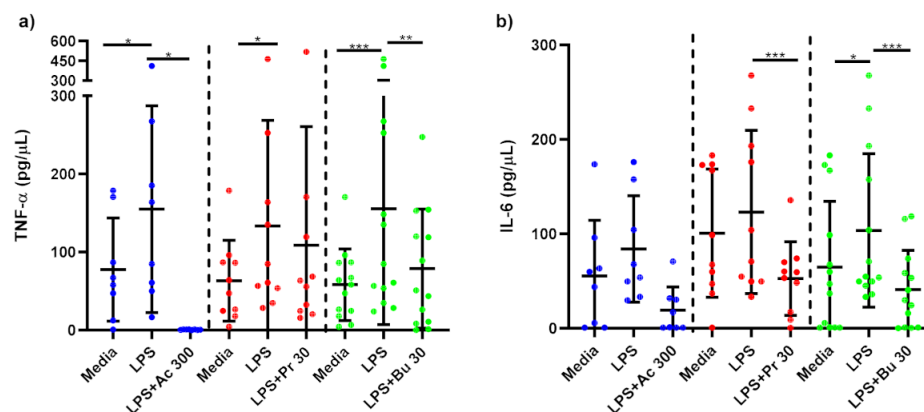 a)
TNF-α (pg/μL)
600
450
300
300
200
100
0
* * * *** **
Media LPS LPS+Ac 300 Media LPS LPS+Pr 30 Media LPS LPS+Bu 30
b)
IL-6 (pg/μL)
300
200
100
0
*** * ***
Media LPS LPS+Ac 300 Media LPS LPS+Pr 30 Media LPS LPS+Bu 30